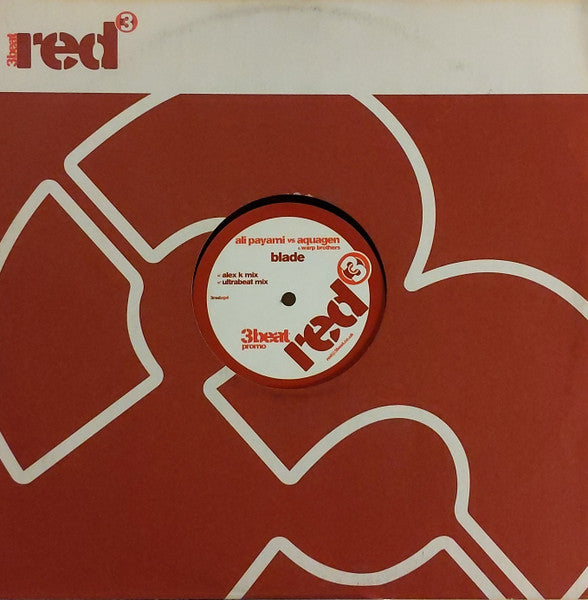 3beat red 3
ali payami vs aquagen
& warp brothers
blade
alex k mix
ultrabeat mix
3beat
promo
red 3